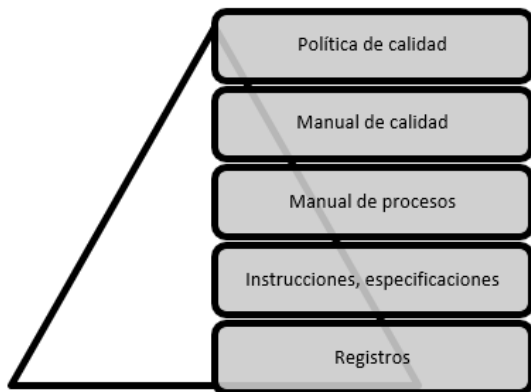 Política de calidad
Manual de calidad
Manual de procesos
Instrucciones, especificaciones
Registros